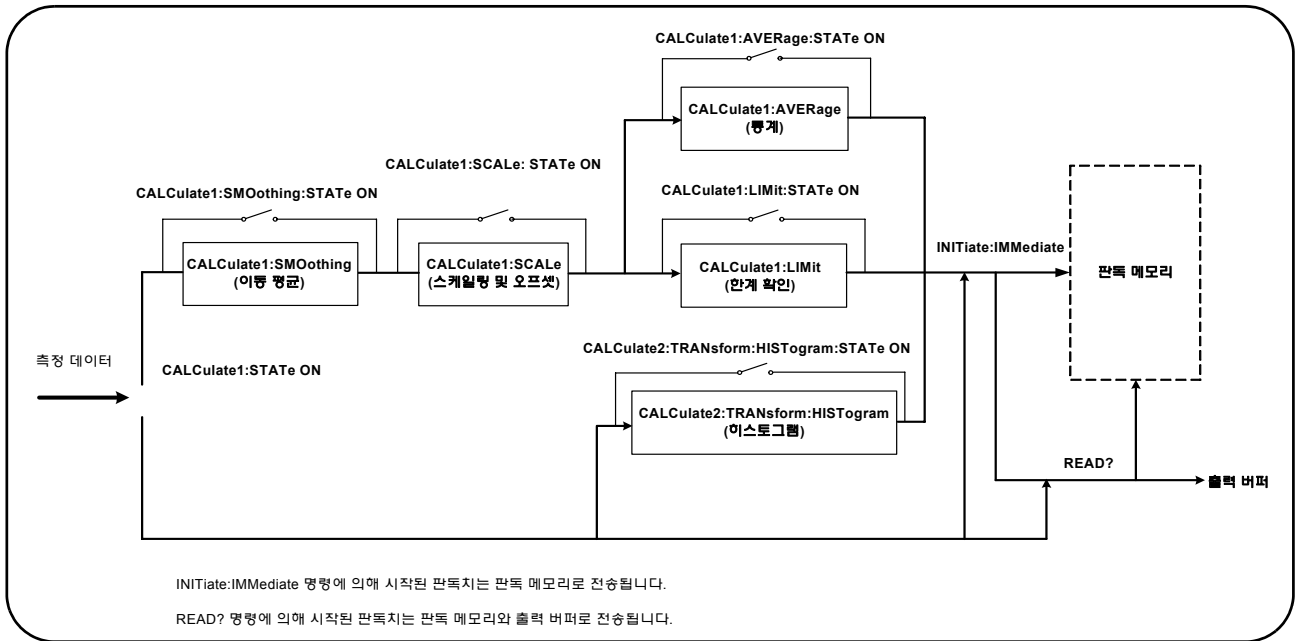 CALCulate1:AVERage:STATe ON
CALCulate1:AVERage
(통계)
CALCulate1:SCALe: STATe ON
CALCulate1:SMOothing:STATe ON
CALCulate1:LIMit:STATe ON
INITiate:IMMediate
CALCulate1:SMOothing
(이동 평균)
CALCulate1:SCALe
(스케일링 및 오프셋)
CALCulate1:LIMit
(한계 확인)
판독 메모리
CALCulate2:TRANsform:HISTogram:STATe ON
측정 데이터
CALCulate1:STATe ON
CALCulate2:TRANsform:HISTogram
(히스토그램)
READ?
출력 버퍼
INITiate:IMMediate 명령에 의해 시작된 판독치는 판독 메모리로 전송됩니다.
READ? 명령에 의해 시작된 판독치는 판독 메모리와 출력 버퍼로 전송됩니다.